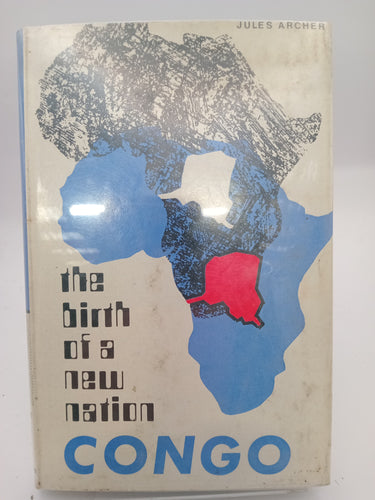 JULES ARCHER
the
birth
of a
new
nation
CONGO